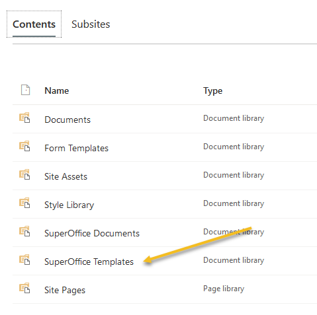 Contents Subsites
Name Type
Documents Document library
Form Templates Document library
Site Assets Document library
Style Library Document library
SuperOffice Documents Document library
SuperOffice Templates Document library
Site Pages Page library